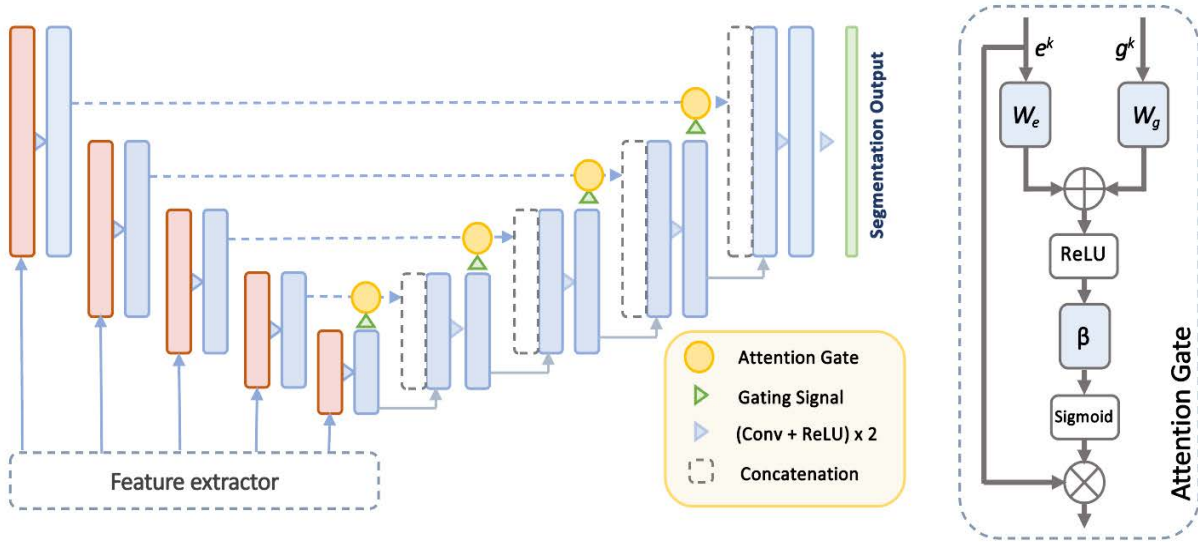 Segmentation Output
Attention Gate
Gating Signal
(Conv + ReLU) x 2
Concatenation
Feature extractor
e^k
g^k
W_e
W_g
ReLU
β
Sigmoid
Attention Gate